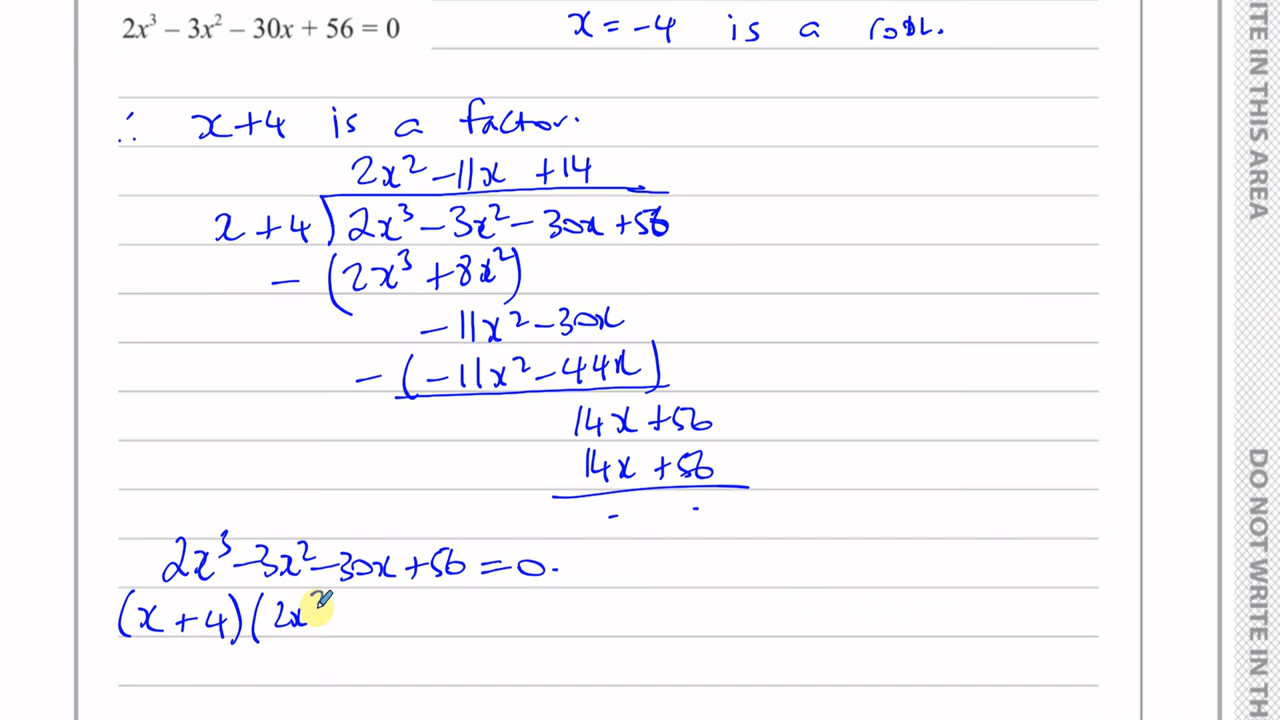 2x³ − 3x² − 30x + 56 = 0
x = -4 is a root.
∴ x+4 is a factor.
2x² -11x +14
x + 4 ) 2x³ - 3x² - 30x + 56
- (2x³ + 8x²)
-11x² - 30x
- (-11x² - 44x)
14x + 56
14x + 56
- -
2x³ - 3x² - 30x + 56 = 0.
(x + 4)(2x²
ITE IN THIS AREA
DO NOT WRITE IN TH